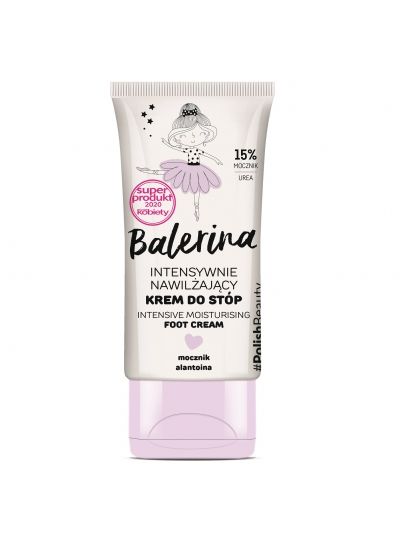 15%
MOCZNIK
UREA
super
produkt
2020
kobiety
Balerina
INTENSYWNIE
NAWILŻAJĄCY
KREM DO STÓP
INTENSIVE MOISTURISING
FOOT CREAM
mocznik
alantoina
#PolishBeauty